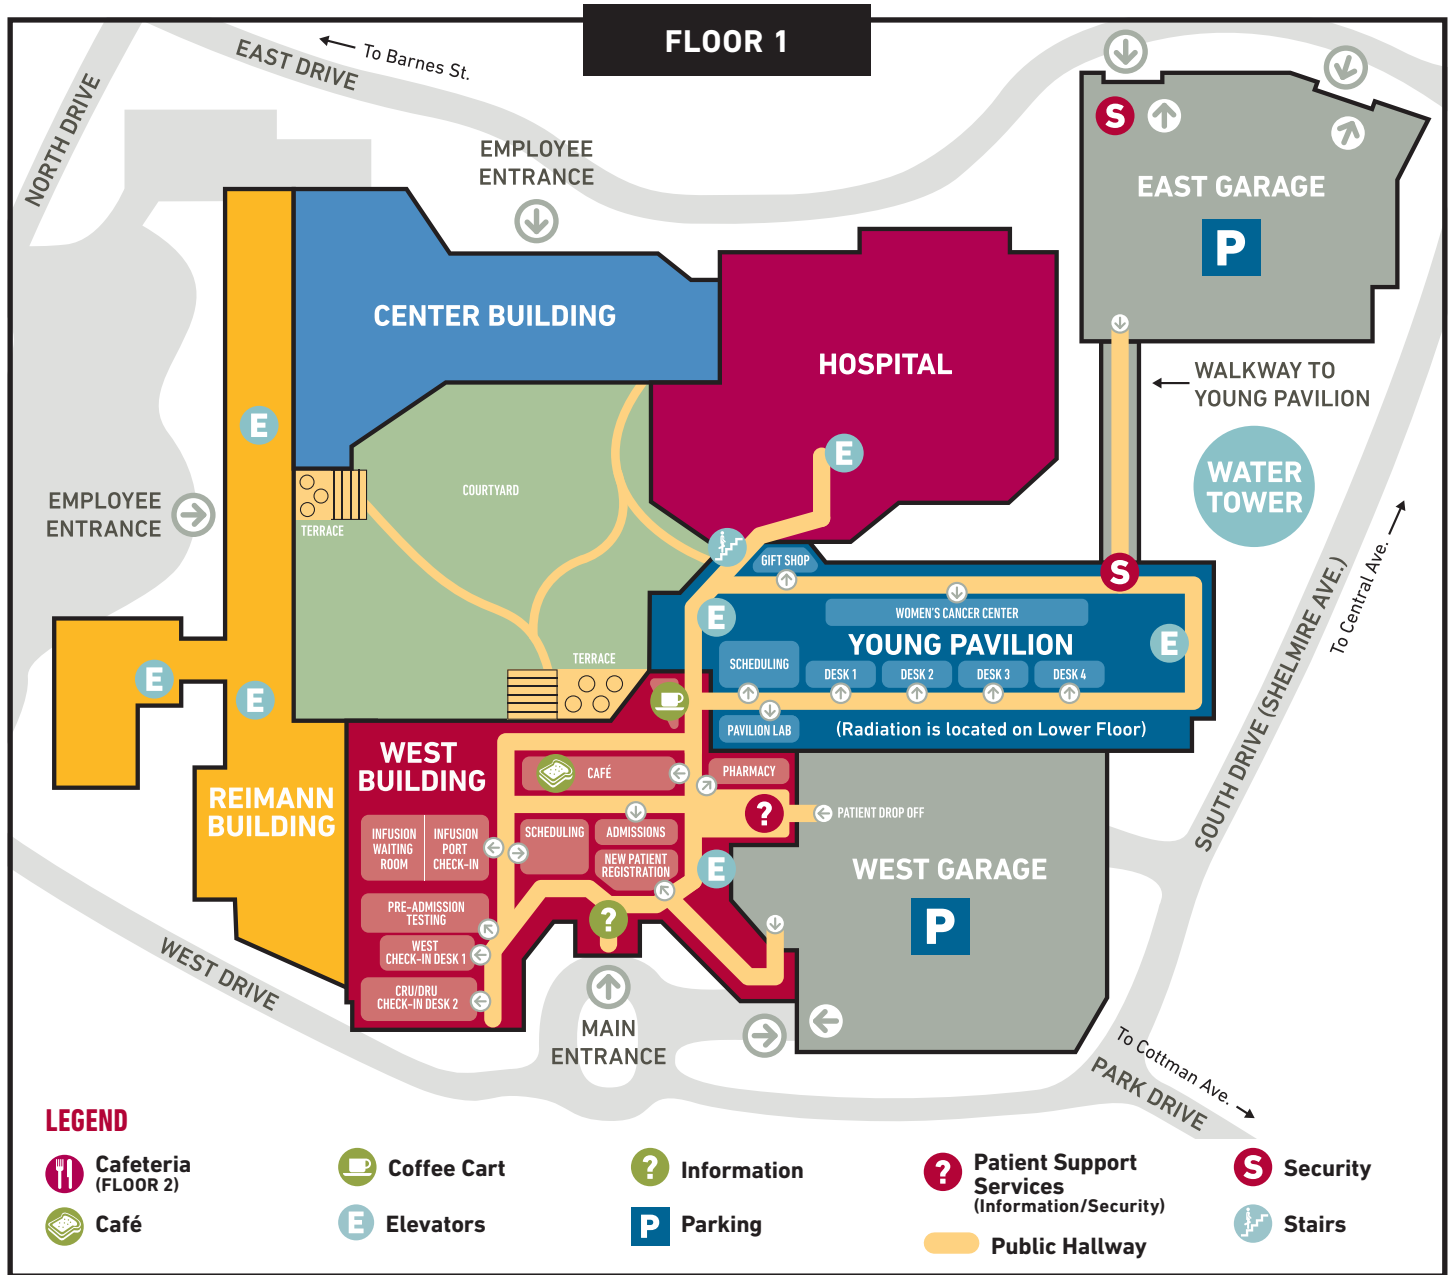 FLOOR 1
EAST DRIVE
To Barnes St.
NORTH DRIVE
EMPLOYEE
ENTRANCE
S
EAST GARAGE
P
CENTER BUILDING
HOSPITAL
WALKWAY TO
YOUNG PAVILION
E
E
WATER
TOWER
COURTYARD
EMPLOYEE
ENTRANCE
TERRACE
To Central Ave.
SOUTH DRIVE (SHELMIRE AVE.)
GIFT SHOP
S
WOMEN'S CANCER CENTER
E
YOUNG PAVILION
E
TERRACE
SCHEDULING
DESK 1
DESK 2
DESK 3
DESK 4
E
E
PAVILION LAB
(Radiation is located on Lower Floor)
WEST
BUILDING
CAFÉ
PHARMACY
REIMANN
BUILDING
?
PATIENT DROP OFF
INFUSION
WAITING
ROOM
INFUSION
PORT
CHECK-IN
SCHEDULING
ADMISSIONS
NEW PATIENT
REGISTRATION
E
WEST GARAGE
P
PRE-ADMISSION
TESTING
?
WEST
CHECK-IN DESK 1
CRU/DRU
CHECK-IN DESK 2
WEST DRIVE
MAIN
ENTRANCE
To Cottman Ave.
PARK DRIVE
LEGEND
Cafeteria
(FLOOR 2)
Café
Coffee Cart
E Elevators
? Information
P Parking
? Patient Support
Services
(Information/Security)
Public Hallway
S Security
Stairs